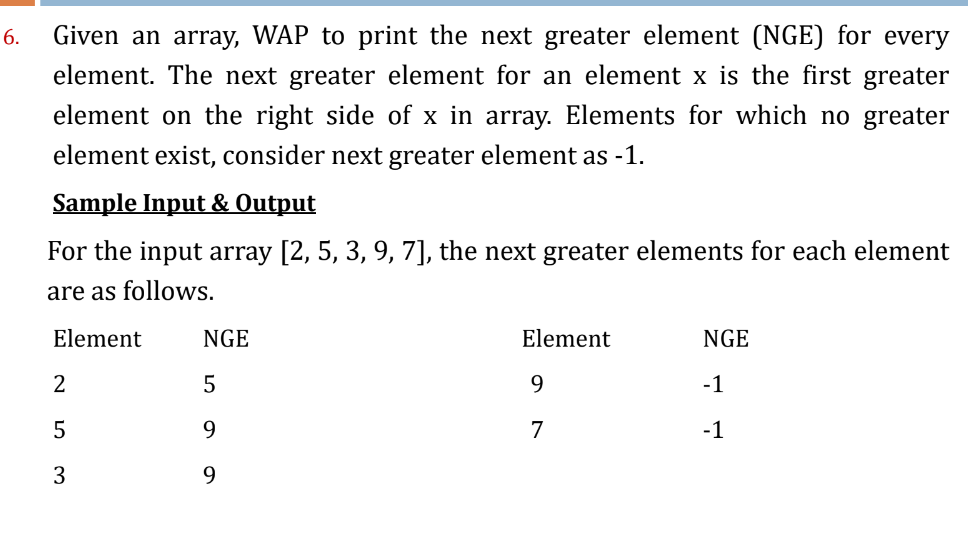 6. Given an array, WAP to print the next greater element (NGE) for every
element. The next greater element for an element x is the first greater
element on the right side of x in array. Elements for which no greater
element exist, consider next greater element as -1.
Sample Input & Output
For the input array [2, 5, 3, 9, 7], the next greater elements for each element
are as follows.
Element NGE Element NGE
2 5 9 -1
5 9 7 -1
3 9